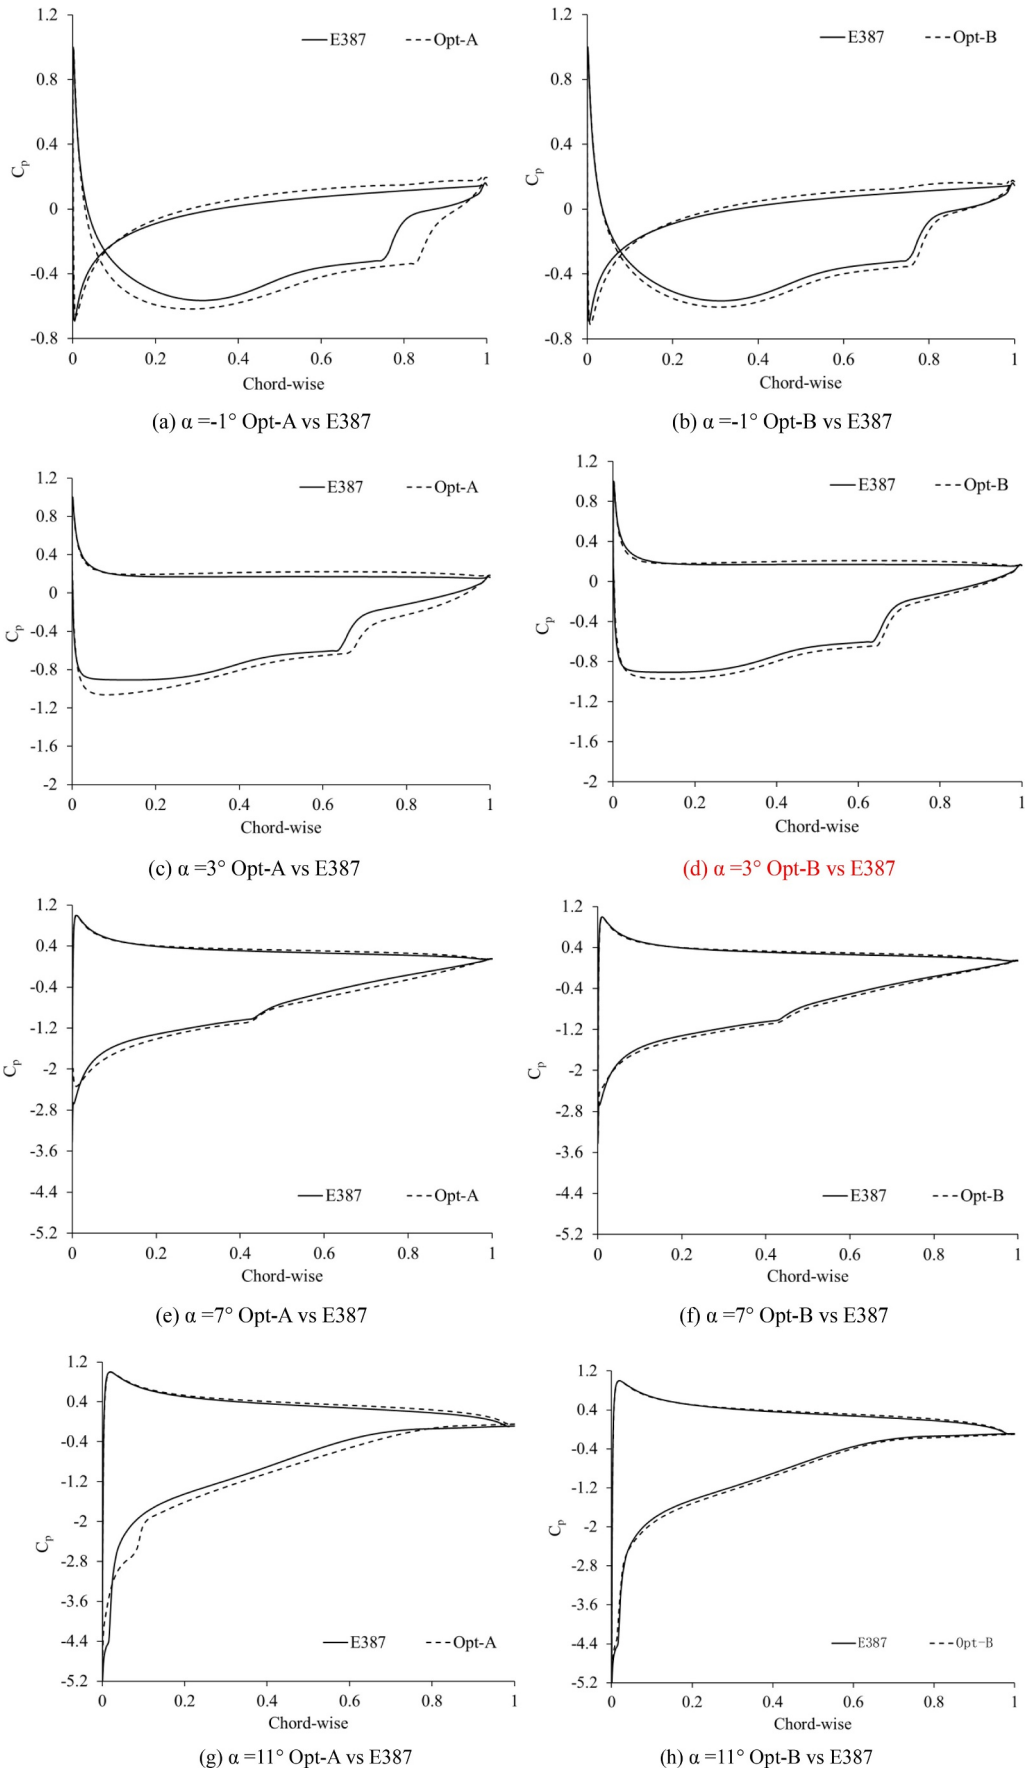 1.2
0.8
0.4
0
-0.4
-0.8
C_p
E387
Opt-A
0 0.2 0.4 0.6 0.8 1
Chord-wise
(a) α =-1° Opt-A vs E387
1.2
0.8
0.4
0
-0.4
-0.8
C_p
E387
Opt-B
0 0.2 0.4 0.6 0.8 1
Chord-wise
(b) α =-1° Opt-B vs E387
1.2
0.8
0.4
0
-0.4
-0.8
-1.2
-1.6
-2
C_p
E387
Opt-A
0 0.2 0.4 0.6 0.8 1
Chord-wise
(c) α =3° Opt-A vs E387
1.2
0.8
0.4
0
-0.4
-0.8
-1.2
-1.6
-2
C_p
E387
Opt-B
0 0.2 0.4 0.6 0.8 1
Chord-wise
(d) α =3° Opt-B vs E387
1.2
0.4
-0.4
-1.2
-2
-2.8
-3.6
-4.4
-5.2
C_p
E387
Opt-A
0 0.2 0.4 0.6 0.8 1
Chord-wise
(e) α =7° Opt-A vs E387
1.2
0.4
-0.4
-1.2
-2
-2.8
-3.6
-4.4
-5.2
C_p
E387
Opt-B
0 0.2 0.4 0.6 0.8 1
Chord-wise
(f) α =7° Opt-B vs E387
1.2
0.4
-0.4
-1.2
-2
-2.8
-3.6
-4.4
-5.2
C_p
E387
Opt-A
0 0.2 0.4 0.6 0.8 1
Chord-wise
(g) α =11° Opt-A vs E387
1.2
0.4
-0.4
-1.2
-2
-2.8
-3.6
-4.4
-5.2
C_p
E387
Opt-B
0 0.2 0.4 0.6 0.8 1
Chord-wise
(h) α =11° Opt-B vs E387